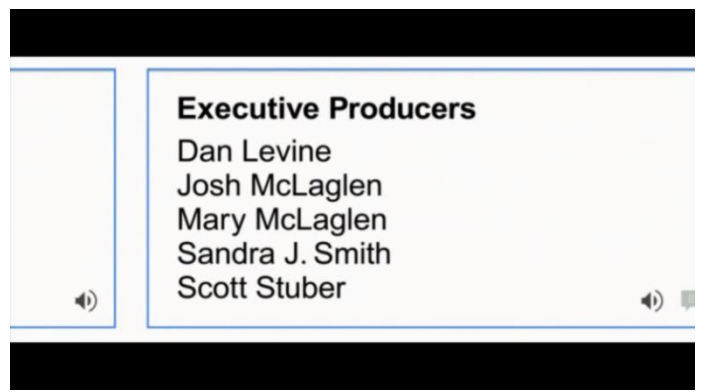 Executive Producers
Dan Levine
Josh McLaglen
Mary McLaglen
Sandra J. Smith
Scott Stuber